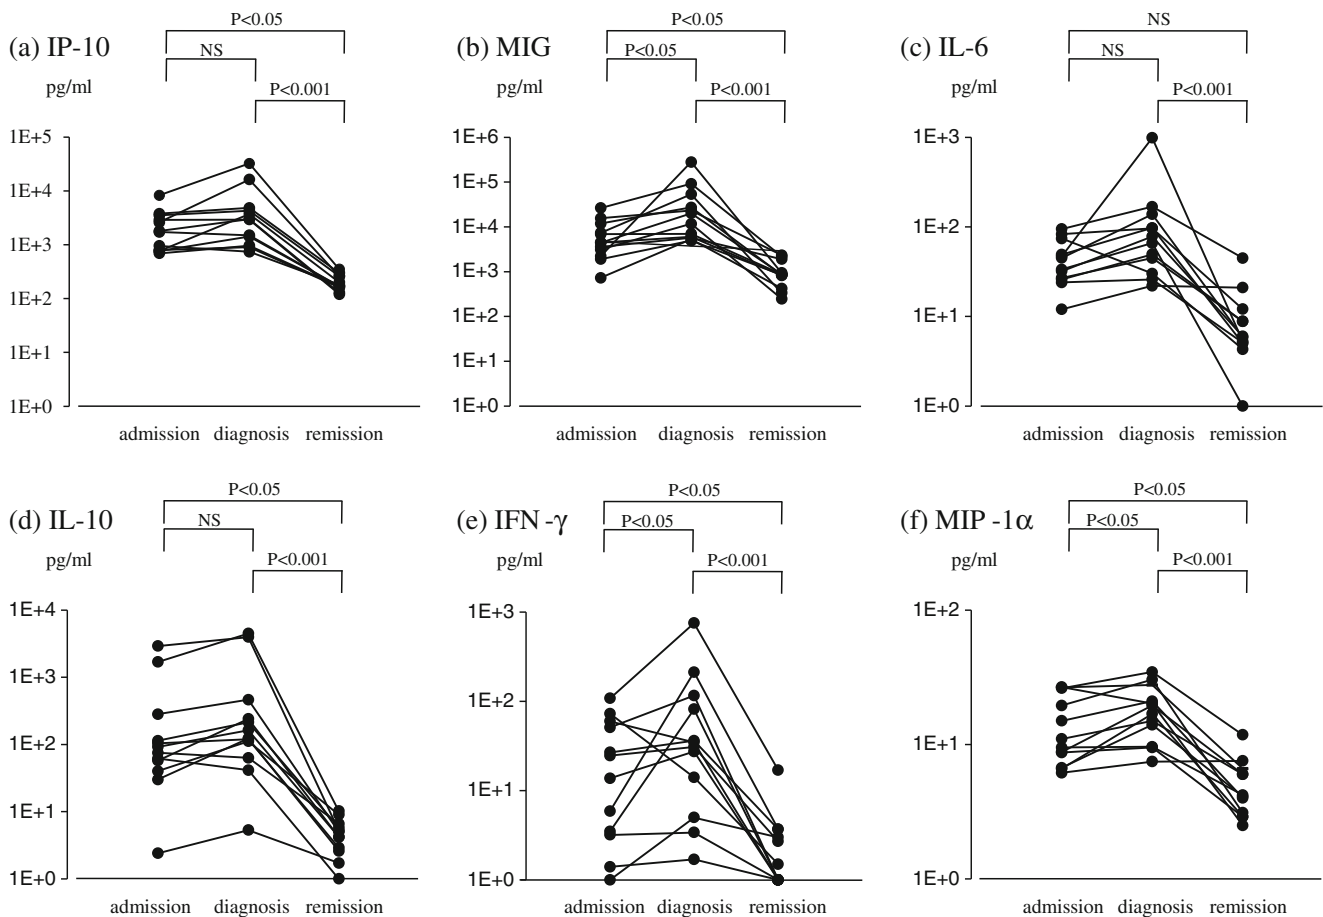 P<0.05
(a) IP-10
NS
pg/ml
P<0.001
1E+5
1E+4
1E+3
1E+2
1E+1
1E+0
admission diagnosis remission
P<0.05
(b) MIG
P<0.05
pg/ml
P<0.001
1E+6
1E+5
1E+4
1E+3
1E+2
1E+1
1E+0
admission diagnosis remission
NS
(c) IL-6
NS
pg/ml
P<0.001
1E+3
1E+2
1E+1
1E+0
admission diagnosis remission
P<0.05
(d) IL-10
NS
pg/ml
P<0.001
1E+4
1E+3
1E+2
1E+1
1E+0
admission diagnosis remission
P<0.05
(e) IFN -γ
P<0.05
pg/ml
P<0.001
1E+3
1E+2
1E+1
1E+0
admission diagnosis remission
P<0.05
(f) MIP -1α
P<0.05
pg/ml
P<0.001
1E+2
1E+1
1E+0
admission diagnosis remission